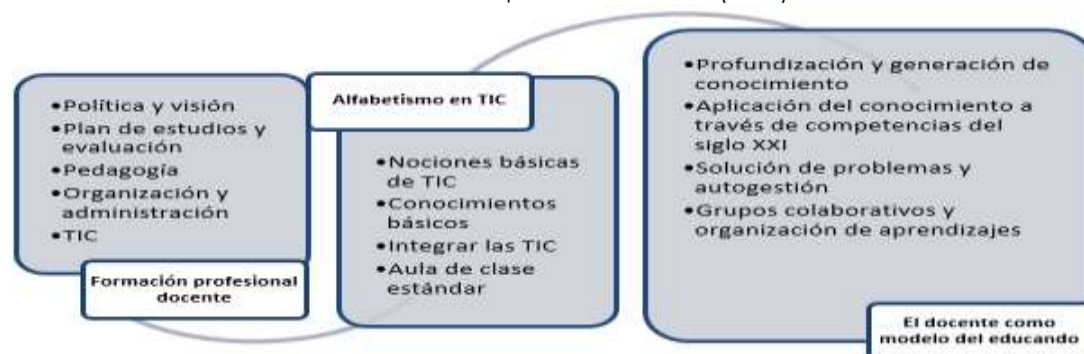 •Política y visión
•Plan de estudios y
evaluación
•Pedagogía
•Organización y
administración
•TIC
Formación profesional
docente
Alfabetismo en TIC
•Nociones básicas
de TIC
•Conocimientos
básicos
•Integrar las TIC
•Aula de clase
estándar
•Profundización y generación de
conocimiento
•Aplicación del conocimiento a
través de competencias del
siglo XXI
•Solución de problemas y
autogestión
•Grupos colaborativos y
organización de aprendizajes
El docente como
modelo del educando